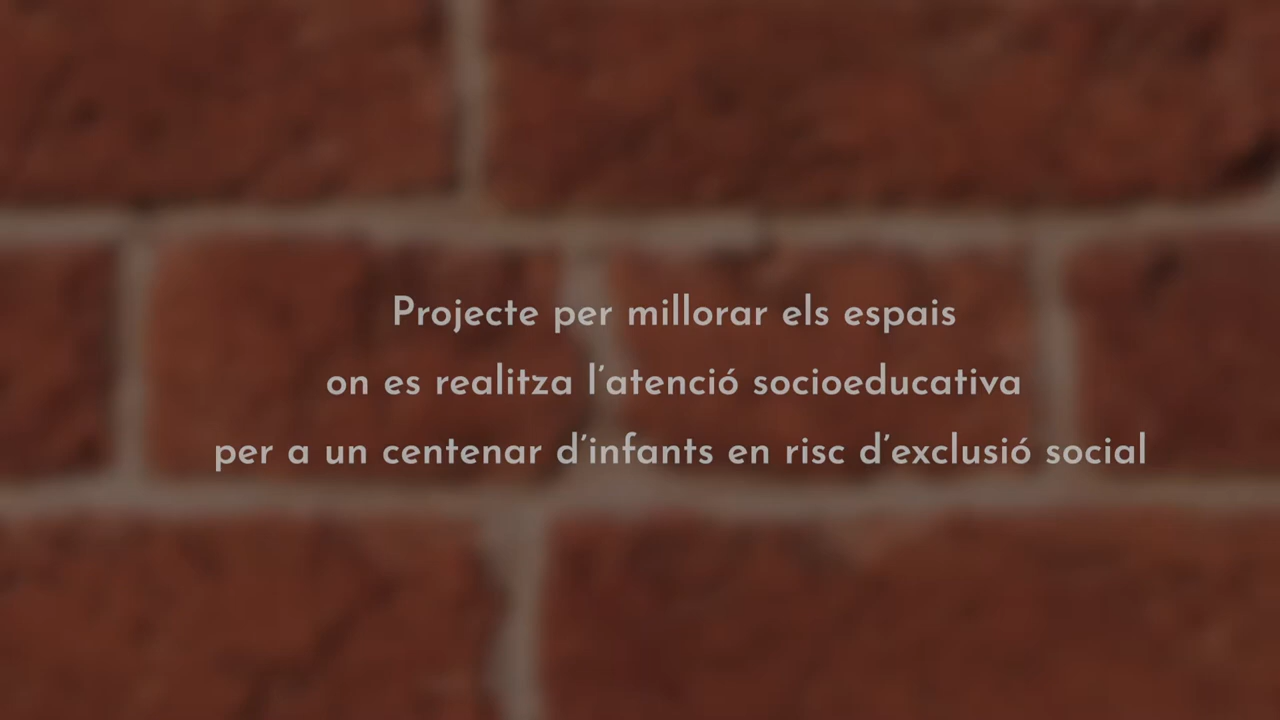 Projecte per millorar els espais
on es realitza l’atenció socioeducativa
per a un centenar d’infants en risc d’exclusió social